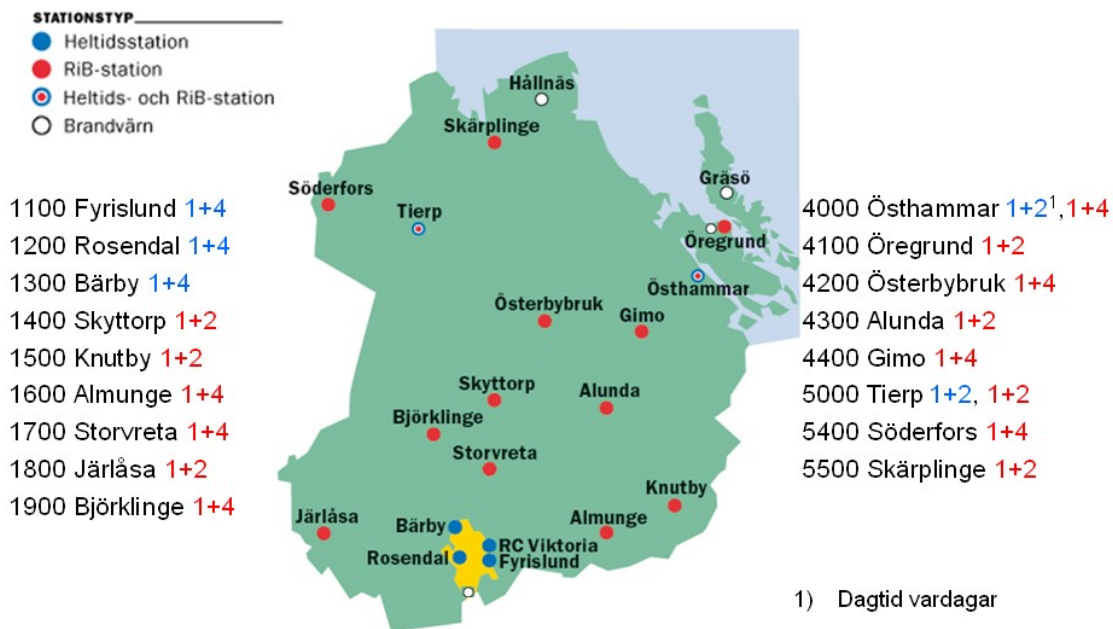 STATIONSTYP
Heltidsstation
RiB-station
Heltids- och RiB-station
Brandvärn
1100 Fyrislund 1+4
1200 Rosendal 1+4
1300 Bärby 1+4
1400 Skyttorp 1+2
1500 Knutby 1+2
1600 Almunge 1+4
1700 Storvreta 1+4
1800 Järlåsa 1+2
1900 Björklinge 1+4
Hållnäs
Skärplinge
Söderfors
Tierp
Gräsö
Öregrund
Östhammar
Österbybruk
Gimo
Skyttorp
Alunda
Björklinge
Storvreta
Knutby
Järlåsa
Bärby
Almunge
RC Viktoria
Rosendal
Fyrislund
4000 Östhammar 1+2¹,1+4
4100 Öregrund 1+2
4200 Österbybruk 1+4
4300 Alunda 1+2
4400 Gimo 1+4
5000 Tierp 1+2, 1+2
5400 Söderfors 1+4
5500 Skärplinge 1+2
1) Dagtid vardagar